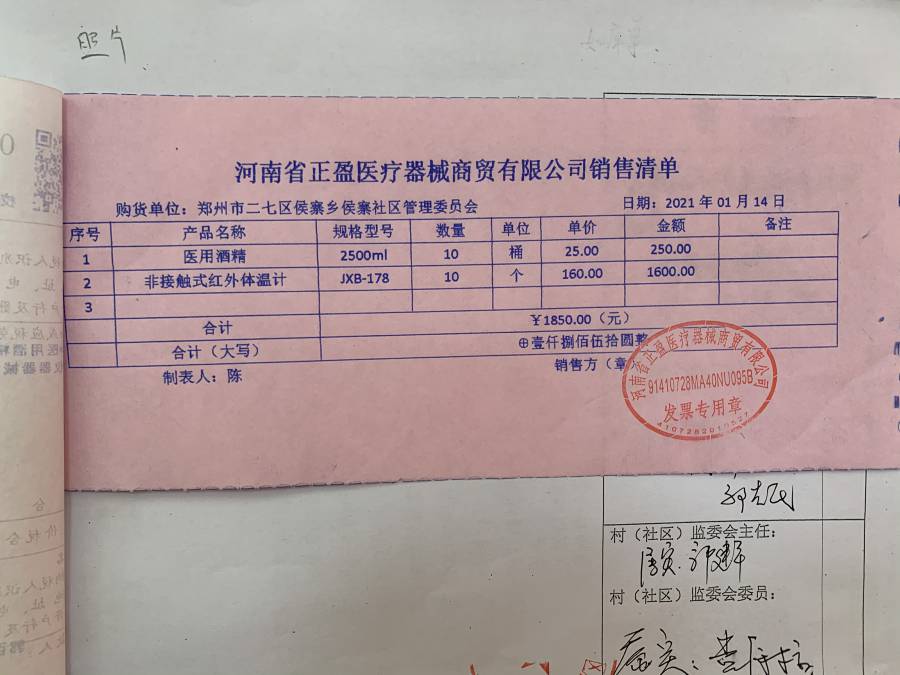 照片
河南省正盈医疗器械商贸有限公司销售清单
购货单位：郑州市二七区侯寨乡侯寨社区管理委员会 日期：2021 年 01 月 14 日
序号 产品名称 规格型号 数量 单位 单价 金额 备注
1 医用酒精 2500ml 10 桶 25.00 250.00
2 非接触式红外体温计 JXB-178 10 个 160.00 1600.00
3
合计 ￥1850.00（元）
合计（大写） ⊕壹仟捌佰伍拾圆整
制表人：陈 销售方（章
河南省正盈医疗器械商贸有限公司
91410728MA40NU095B
发票专用章
村（社区）监委会主任：
村（社区）监委会委员：